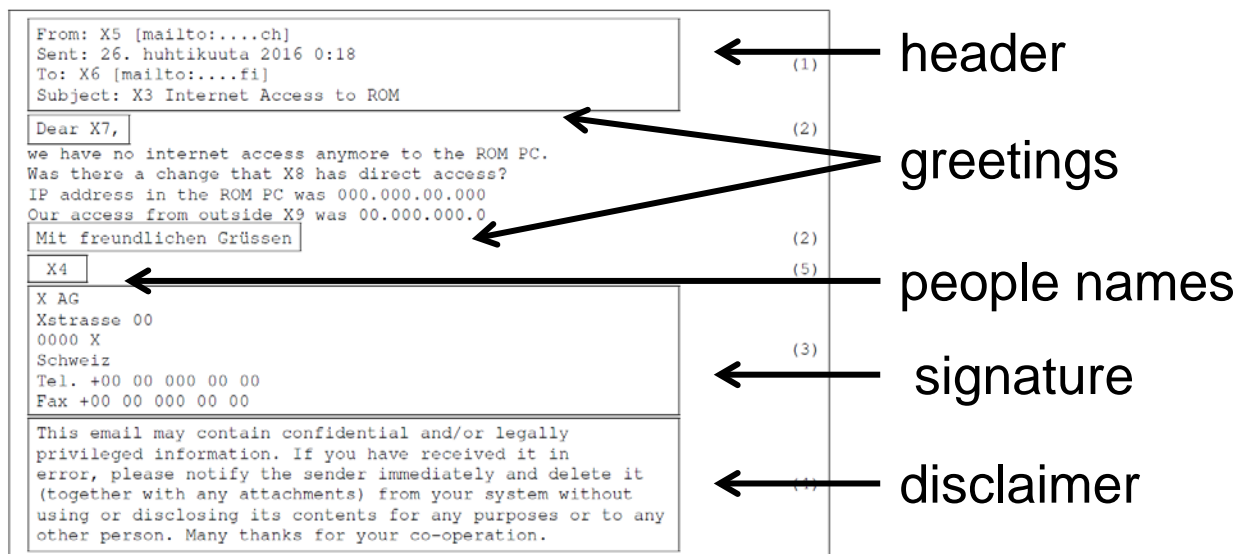 From: X5 [mailto:....ch]
Sent: 26. huhtikuuta 2016 0:18
To: X6 [mailto:....fi]
Subject: X3 Internet Access to ROM
(1)
header
Dear X7,
(2)
greetings
we have no internet access anymore to the ROM PC.
Was there a change that X8 has direct access?
IP address in the ROM PC was 000.000.00.000
Our access from outside X9 was 00.000.000.0
Mit freundlichen Grüssen
(2)
X4
(5)
people names
X AG
Xstrasse 00
0000 X
Schweiz
Tel. +00 00 000 00 00
Fax +00 00 000 00 00
(3)
signature
This email may contain confidential and/or legally
privileged information. If you have received it in
error, please notify the sender immediately and delete it
(together with any attachments) from your system without
using or disclosing its contents for any purposes or to any
other person. Many thanks for your co-operation.
(4)
disclaimer